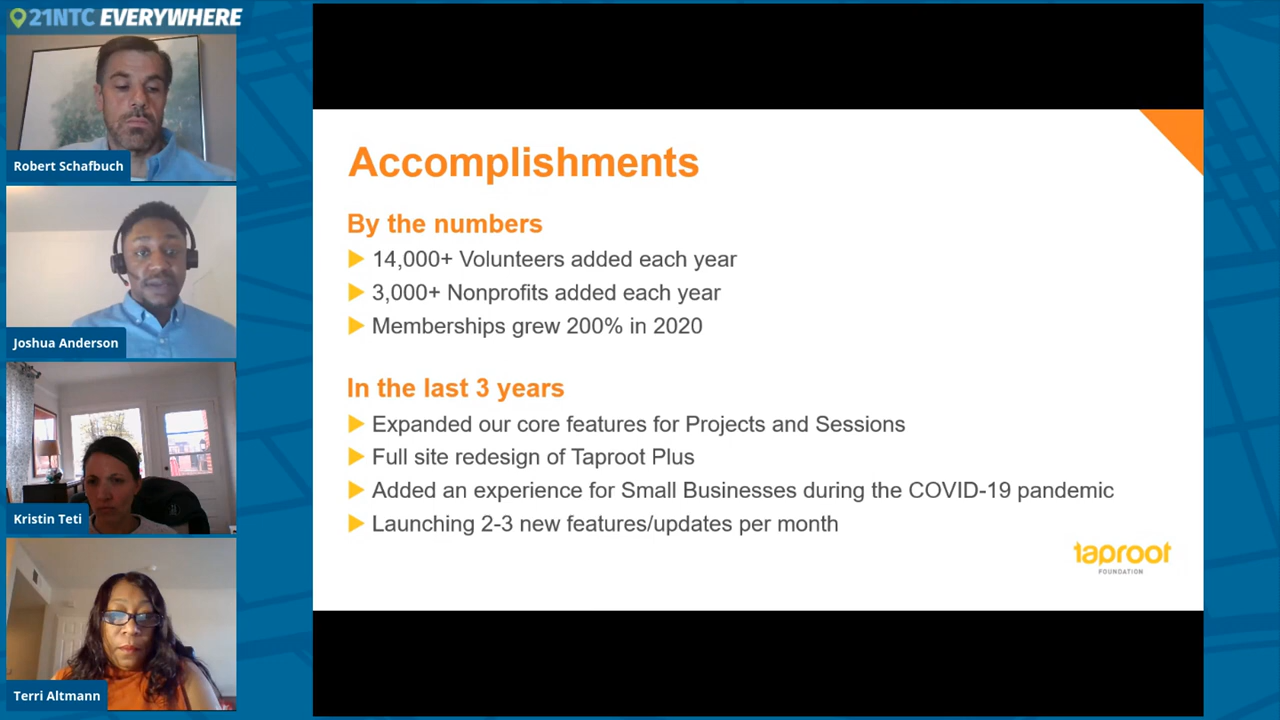 21NTC EVERYWHERE
Robert Schafbuch
Joshua Anderson
Kristin Teti
Terri Altmann
Accomplishments
By the numbers
14,000+ Volunteers added each year
3,000+ Nonprofits added each year
Memberships grew 200% in 2020
In the last 3 years
Expanded our core features for Projects and Sessions
Full site redesign of Taproot Plus
Added an experience for Small Businesses during the COVID-19 pandemic
Launching 2-3 new features/updates per month
taproot
FOUNDATION